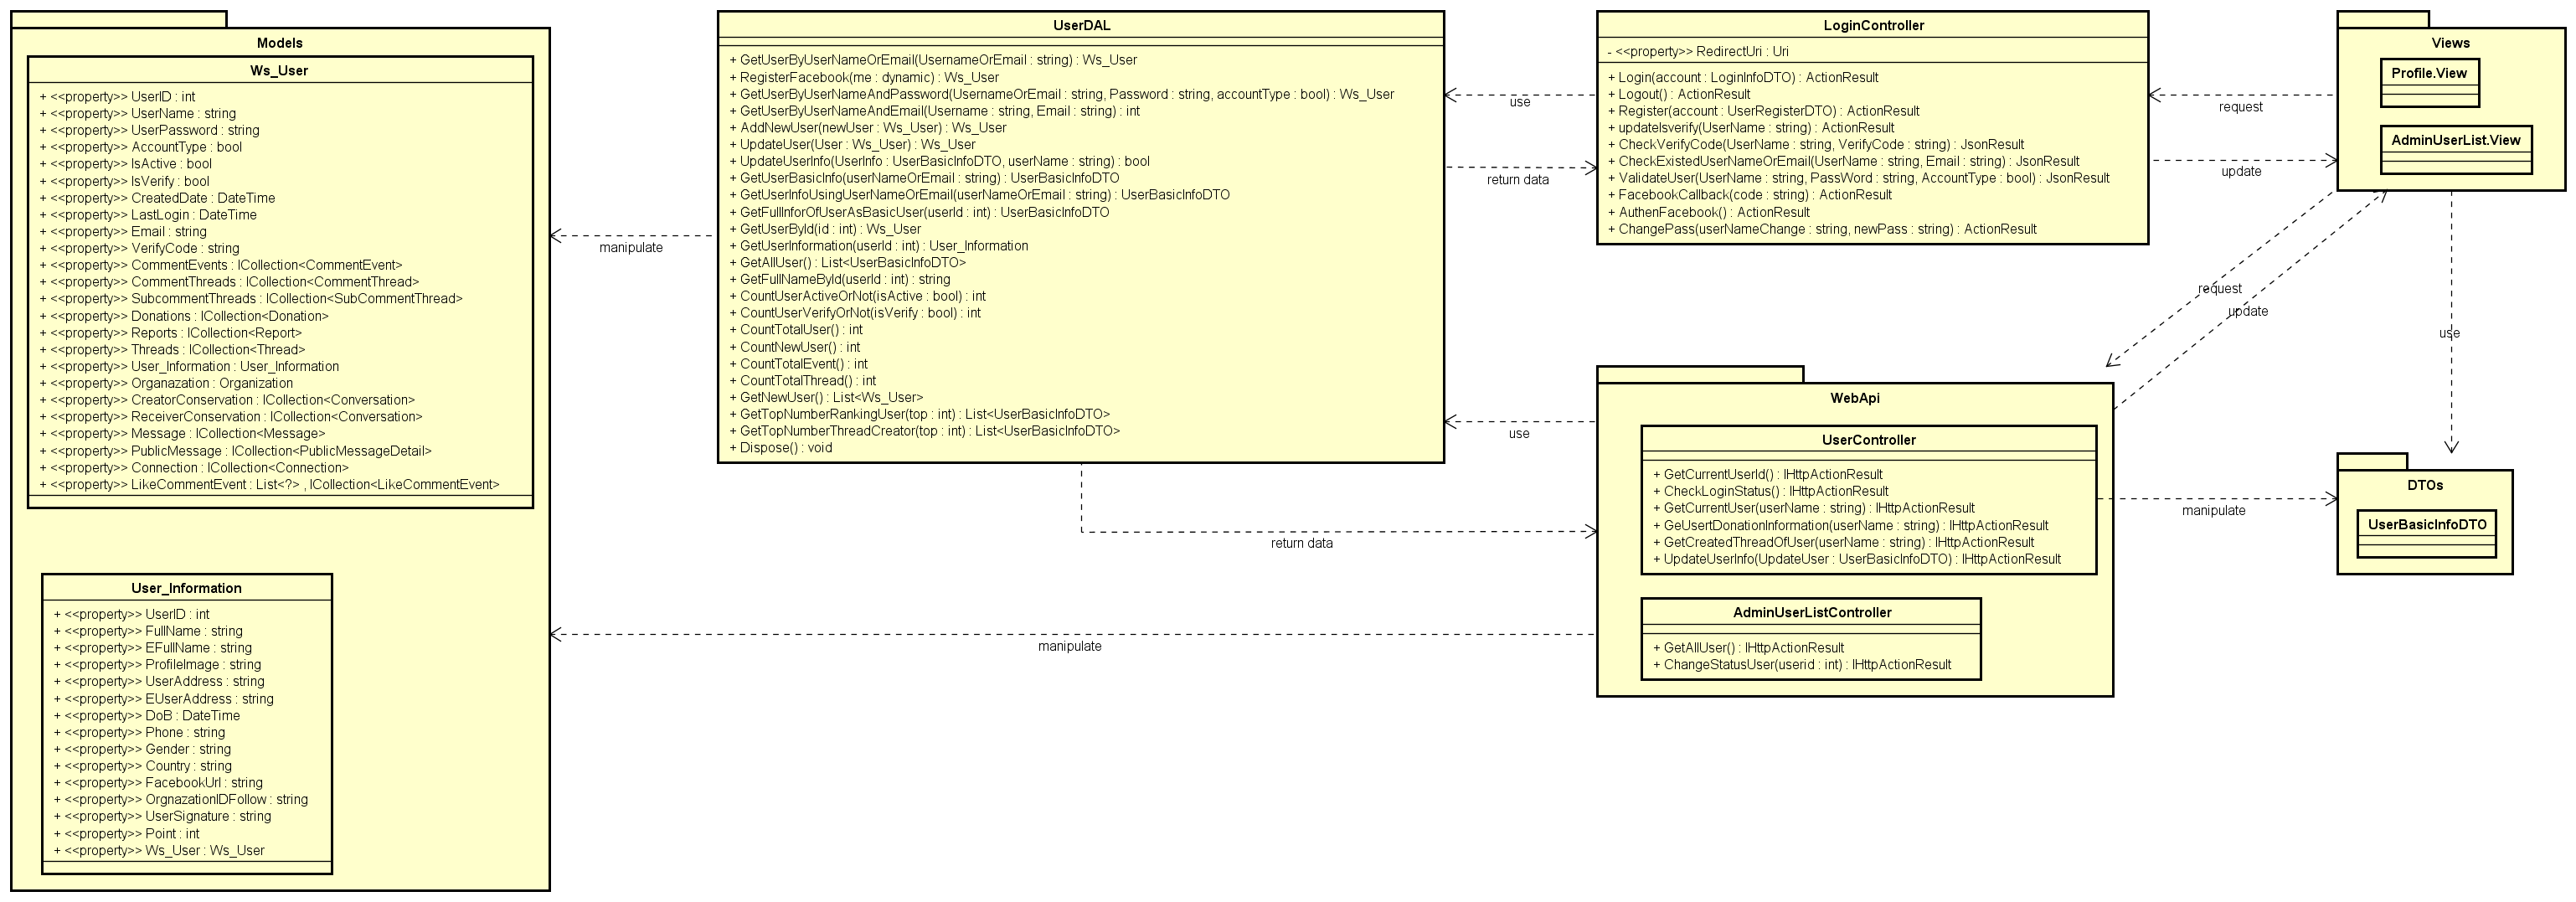 Models
Ws_User
+ <<property>> UserID : int
+ <<property>> UserName : string
+ <<property>> UserPassword : string
+ <<property>> AccountType : bool
+ <<property>> IsActive : bool
+ <<property>> IsVerify : bool
+ <<property>> CreatedDate : DateTime
+ <<property>> LastLogin : DateTime
+ <<property>> Email : string
+ <<property>> VerifyCode : string
+ <<property>> CommentEvents : ICollection<CommentEvent>
+ <<property>> CommentThreads : ICollection<CommentThread>
+ <<property>> SubcommentThreads : ICollection<SubCommentThread>
+ <<property>> Donations : ICollection<Donation>
+ <<property>> Reports : ICollection<Report>
+ <<property>> Threads : ICollection<Thread>
+ <<property>> User_Information : User_Information
+ <<property>> Organazation : Organization
+ <<property>> CreatorConservation : ICollection<Conversation>
+ <<property>> ReceiverConservation : ICollection<Conversation>
+ <<property>> Message : ICollection<Message>
+ <<property>> PublicMessage : ICollection<PublicMessageDetail>
+ <<property>> Connection : ICollection<Connection>
+ <<property>> LikeCommentEvent : List<?> , ICollection<LikeCommentEvent>
User_Information
+ <<property>> UserID : int
+ <<property>> FullName : string
+ <<property>> EFullName : string
+ <<property>> ProfileImage : string
+ <<property>> UserAddress : string
+ <<property>> EUserAddress : string
+ <<property>> DoB : DateTime
+ <<property>> Phone : string
+ <<property>> Gender : string
+ <<property>> Country : string
+ <<property>> FacebookUrl : string
+ <<property>> OrgnazationIDFollow : string
+ <<property>> UserSignature : string
+ <<property>> Point : int
+ <<property>> Ws_User : Ws_User
manipulate
UserDAL
+ GetUserByUserNameOrEmail(UsernameOrEmail : string) : Ws_User
+ RegisterFacebook(me : dynamic) : Ws_User
+ GetUserByUserNameAndPassword(UsernameOrEmail : string, Password : string, accountType : bool) : Ws_User
+ GetUserByUserNameAndEmail(Username : string, Email : string) : int
+ AddNewUser(newUser : Ws_User) : Ws_User
+ UpdateUser(User : Ws_User) : Ws_User
+ UpdateUserInfo(UserInfo : UserBasicInfoDTO, userName : string) : bool
+ GetUserBasicInfo(userNameOrEmail : string) : UserBasicInfoDTO
+ GetUserInfoUsingUserNameOrEmail(userNameOrEmail : string) : UserBasicInfoDTO
+ GetFullInforOfUserAsBasicUser(userId : int) : UserBasicInfoDTO
+ GetUserById(id : int) : Ws_User
+ GetUserInformation(userId : int) : User_Information
+ GetAllUser() : List<UserBasicInfoDTO>
+ GetFullNameById(userId : int) : string
+ CountUserActiveOrNot(isActive : bool) : int
+ CountUserVerifyOrNot(isVerify : bool) : int
+ CountTotalUser() : int
+ CountNewUser() : int
+ CountTotalEvent() : int
+ CountTotalThread() : int
+ GetNewUser() : List<Ws_User>
+ GetTopNumberRankingUser(top : int) : List<UserBasicInfoDTO>
+ GetTopNumberThreadCreator(top : int) : List<UserBasicInfoDTO>
+ Dispose() : void
use
return data
use
return data
manipulate
LoginController
- <<property>> RedirectUri : Uri
+ Login(account : LoginInfoDTO) : ActionResult
+ Logout() : ActionResult
+ Register(account : UserRegisterDTO) : ActionResult
+ updateIsverify(UserName : string) : ActionResult
+ CheckVerifyCode(UserName : string, VerifyCode : string) : JsonResult
+ CheckExistedUserNameOrEmail(UserName : string, Email : string) : JsonResult
+ ValidateUser(UserName : string, PassWord : string, AccountType : bool) : JsonResult
+ FacebookCallback(code : string) : ActionResult
+ AuthenFacebook() : ActionResult
+ ChangePass(userNameChange : string, newPass : string) : ActionResult
request
update
Views
Profile.View
AdminUserList.View
request
update
use
WebApi
UserController
+ GetCurrentUserId() : IHttpActionResult
+ CheckLoginStatus() : IHttpActionResult
+ GetCurrentUser(userName : string) : IHttpActionResult
+ GeUsertDonationInformation(userName : string) : IHttpActionResult
+ GetCreatedThreadOfUser(userName : string) : IHttpActionResult
+ UpdateUserInfo(UpdateUser : UserBasicInfoDTO) : IHttpActionResult
AdminUserListController
+ GetAllUser() : IHttpActionResult
+ ChangeStatusUser(userid : int) : IHttpActionResult
manipulate
DTOs
UserBasicInfoDTO